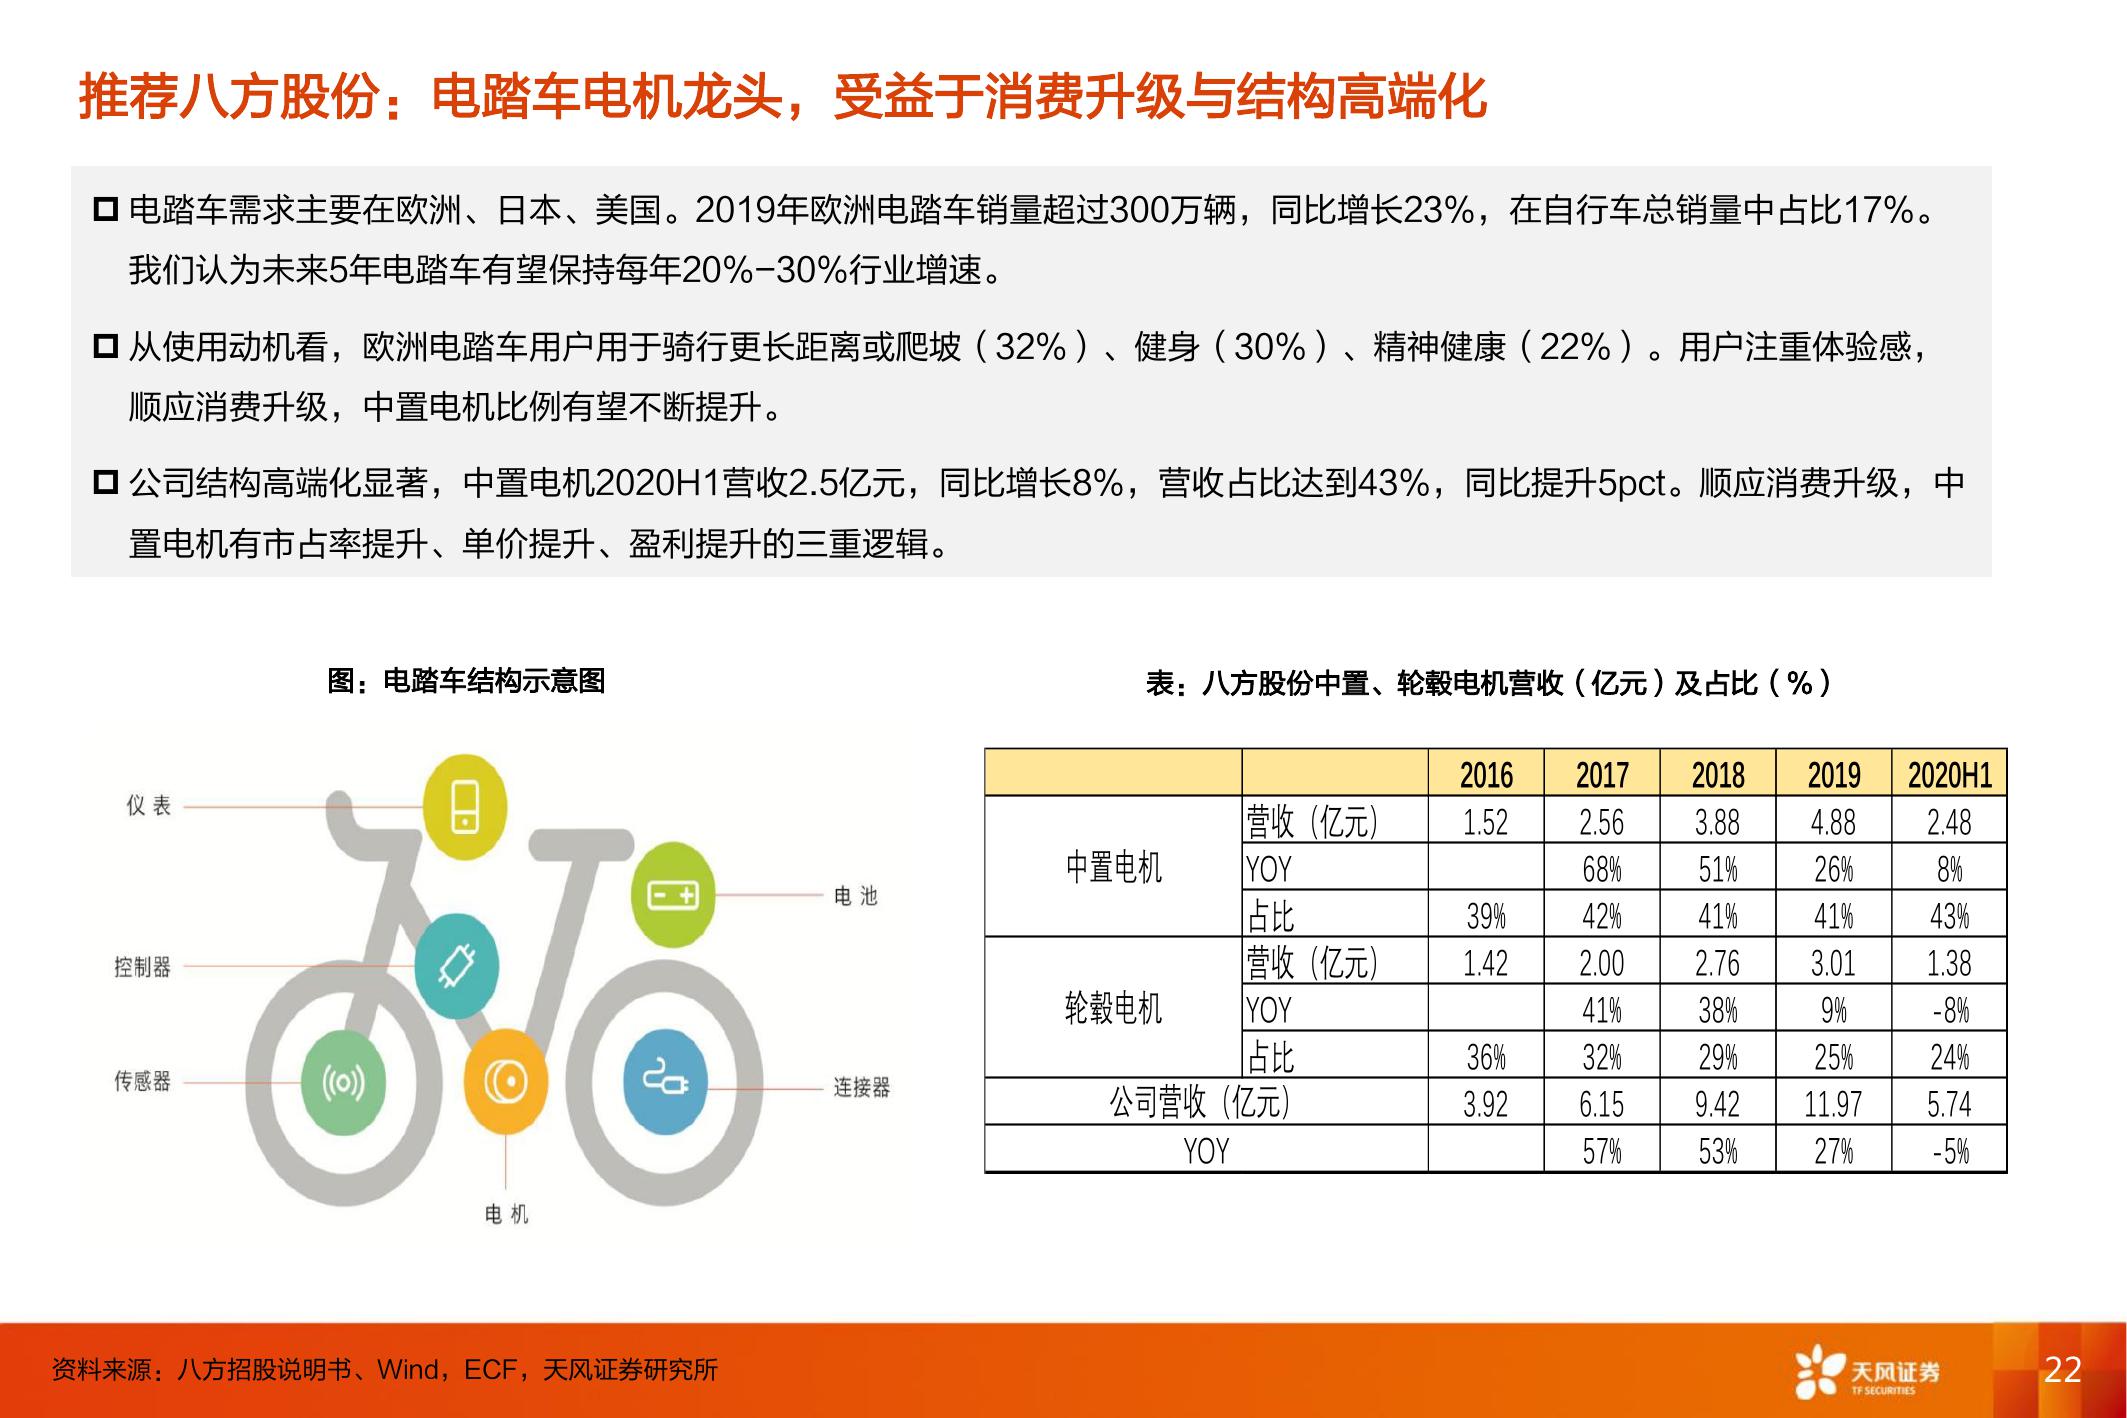 推荐八方股份：电踏车电机龙头，受益于消费升级与结构高端化
电踏车需求主要在欧洲、日本、美国。2019年欧洲电踏车销量超过300万辆，同比增长23%，在自行车总销量中占比17%。
我们认为未来5年电踏车有望保持每年20%-30%行业增速。
从使用动机看，欧洲电踏车用户用于骑行更长距离或爬坡（32%）、健身（30%）、精神健康（22%）。用户注重体验感，
顺应消费升级，中置电机比例有望不断提升。
公司结构高端化显著，中置电机2020H1营收2.5亿元，同比增长8%，营收占比达到43%，同比提升5pct。顺应消费升级，中
置电机有市占率提升、单价提升、盈利提升的三重逻辑。
图：电踏车结构示意图
仪表
电池
控制器
传感器
连接器
电机
表：八方股份中置、轮毂电机营收（亿元）及占比（%）
2016 2017 2018 2019 2020H1
中置电机
营收（亿元） 1.52 2.56 3.88 4.88 2.48
YOY 68% 51% 26% 8%
占比 39% 42% 41% 41% 43%
轮毂电机
营收（亿元） 1.42 2.00 2.76 3.01 1.38
YOY 41% 38% 9% -8%
占比 36% 32% 29% 25% 24%
公司营收（亿元） 3.92 6.15 9.42 11.97 5.74
YOY 57% 53% 27% -5%
资料来源：八方招股说明书、Wind，ECF，天风证券研究所
天风证券
TF SECURITIES
22